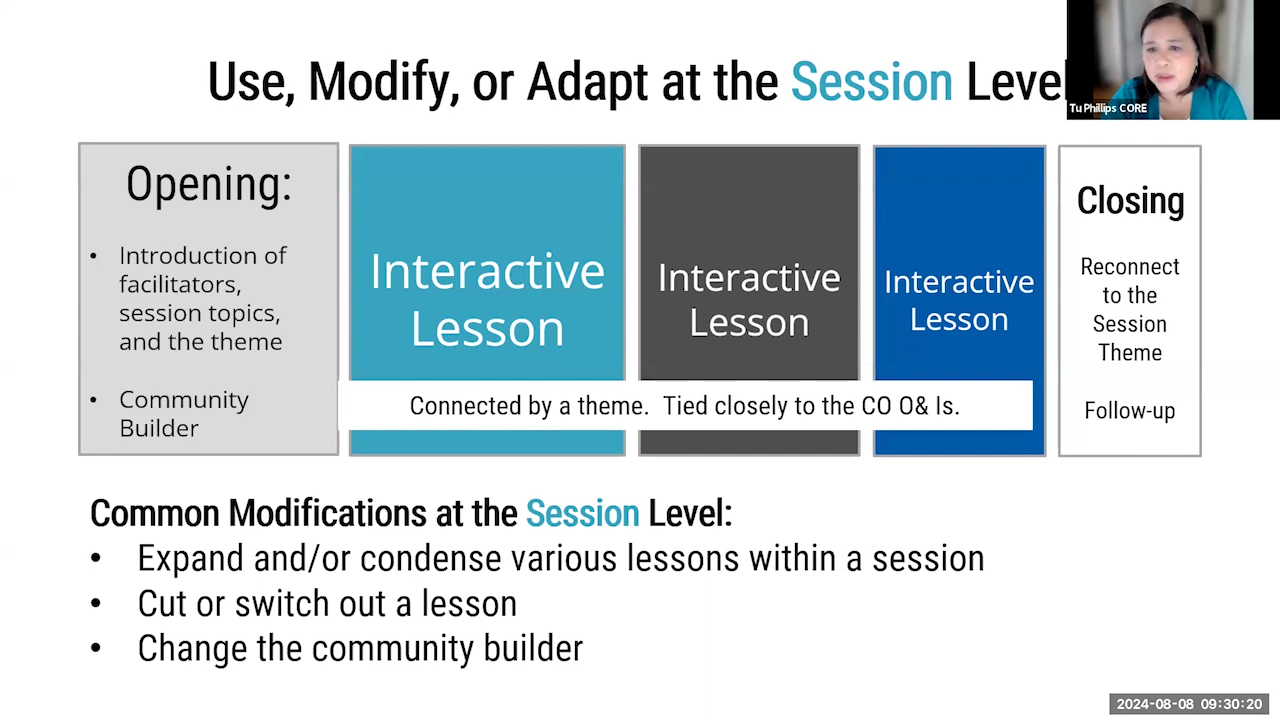 Use, Modify, or Adapt at the Session Level
Tu Phillips CORE
Opening:
• Introduction of
facilitators,
session topics,
and the theme
• Community
Builder
Interactive
Lesson
Interactive
Lesson
Interactive
Lesson
Connected by a theme. Tied closely to the CO O& Is.
Closing
Reconnect
to the
Session
Theme
Follow-up
Common Modifications at the Session Level:
• Expand and/or condense various lessons within a session
• Cut or switch out a lesson
• Change the community builder
2024-08-08 09:30:20